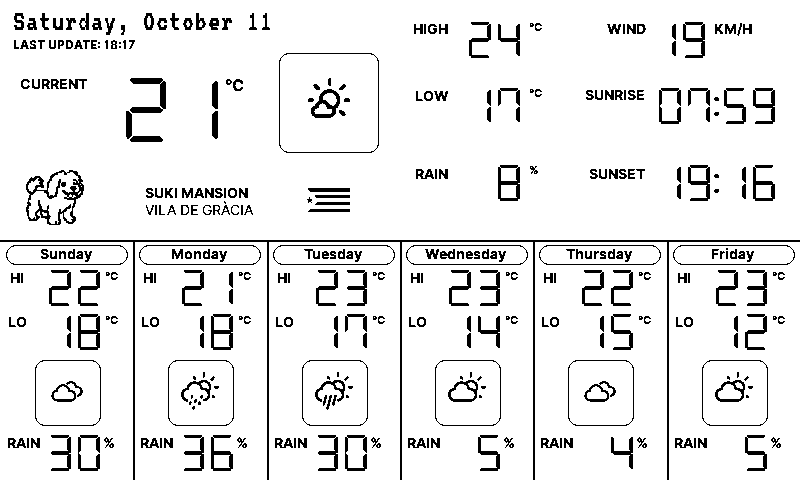 Saturday, October 11
LAST UPDATE: 18:17
CURRENT 21 °C
HIGH 24 °C
LOW 17 °C
RAIN 8 %
WIND 19 KM/H
SUNRISE 07:59
SUNSET 19:16
SUKI MANSION
VILA DE GRÀCIA
Sunday
HI 22 °C
LO 18 °C
RAIN 30 %
Monday
HI 21 °C
LO 18 °C
RAIN 36 %
Tuesday
HI 23 °C
LO 17 °C
RAIN 30 %
Wednesday
HI 23 °C
LO 14 °C
RAIN 5 %
Thursday
HI 22 °C
LO 15 °C
RAIN 4 %
Friday
HI 23 °C
LO 12 °C
RAIN 5 %